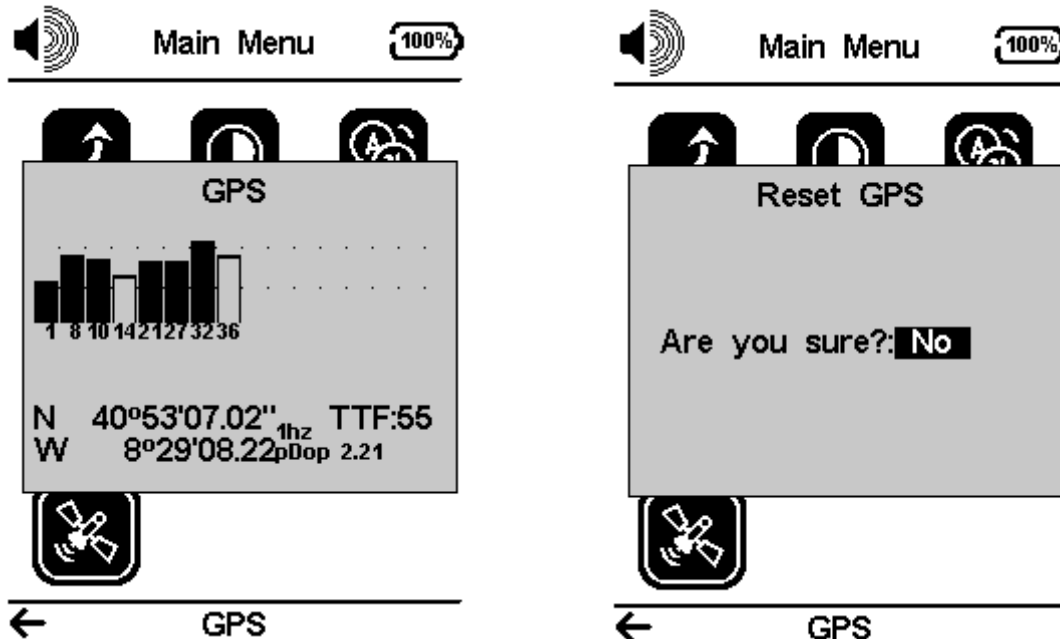 Main Menu 100%
GPS
1 8 10 14 21 27 32 36
N 40º53'07.02" 1hz TTF:55
W 8º29'08.22 pDop 2.21
GPS
Main Menu 100%
Reset GPS
Are you sure?: No
GPS